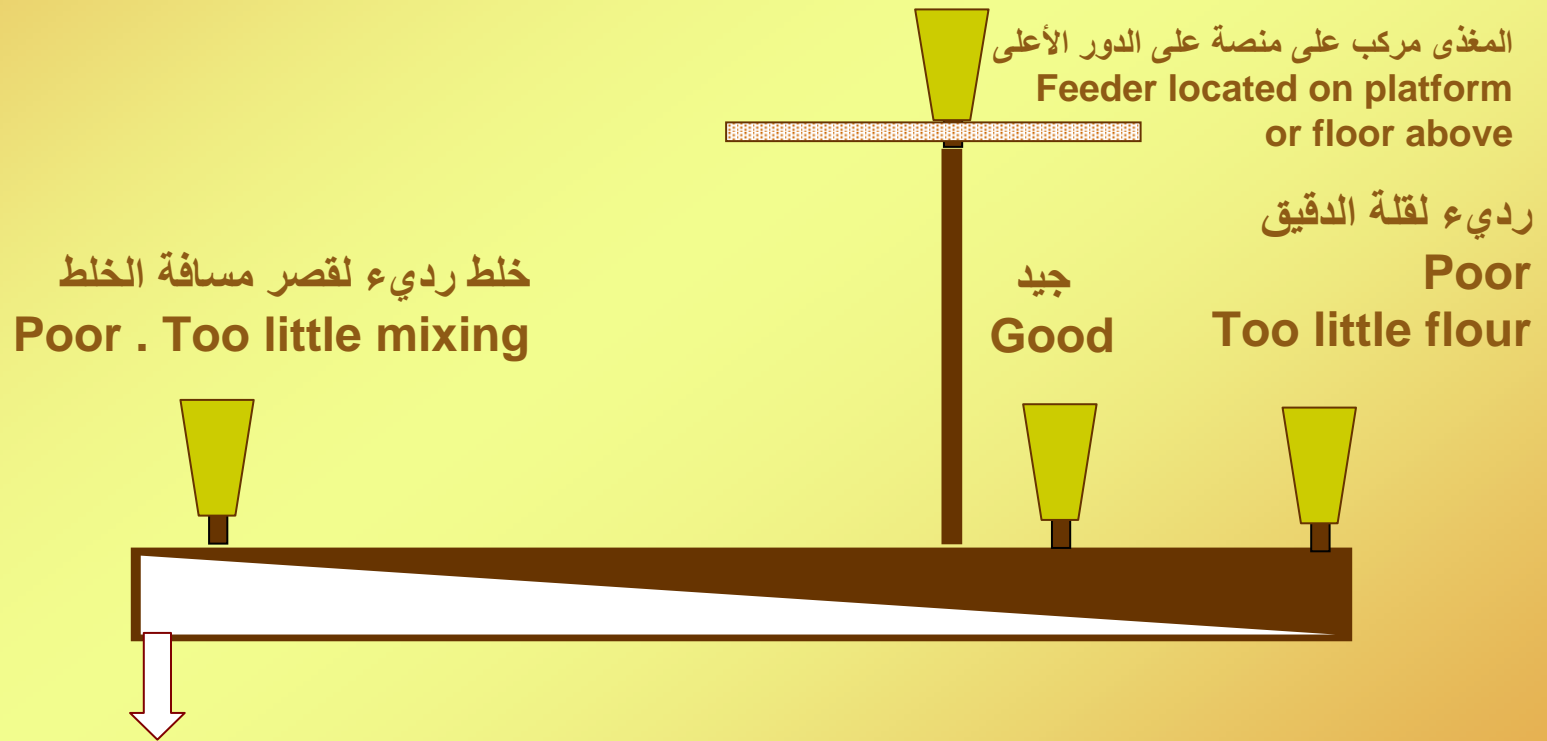 المغذى مركب على منصة على الدور الأعلى
Feeder located on platform
or floor above
رديء لقلة الدقيق
Poor
Too little flour
جيد
Good
خلط رديء لقصر مسافة الخلط
Poor . Too little mixing